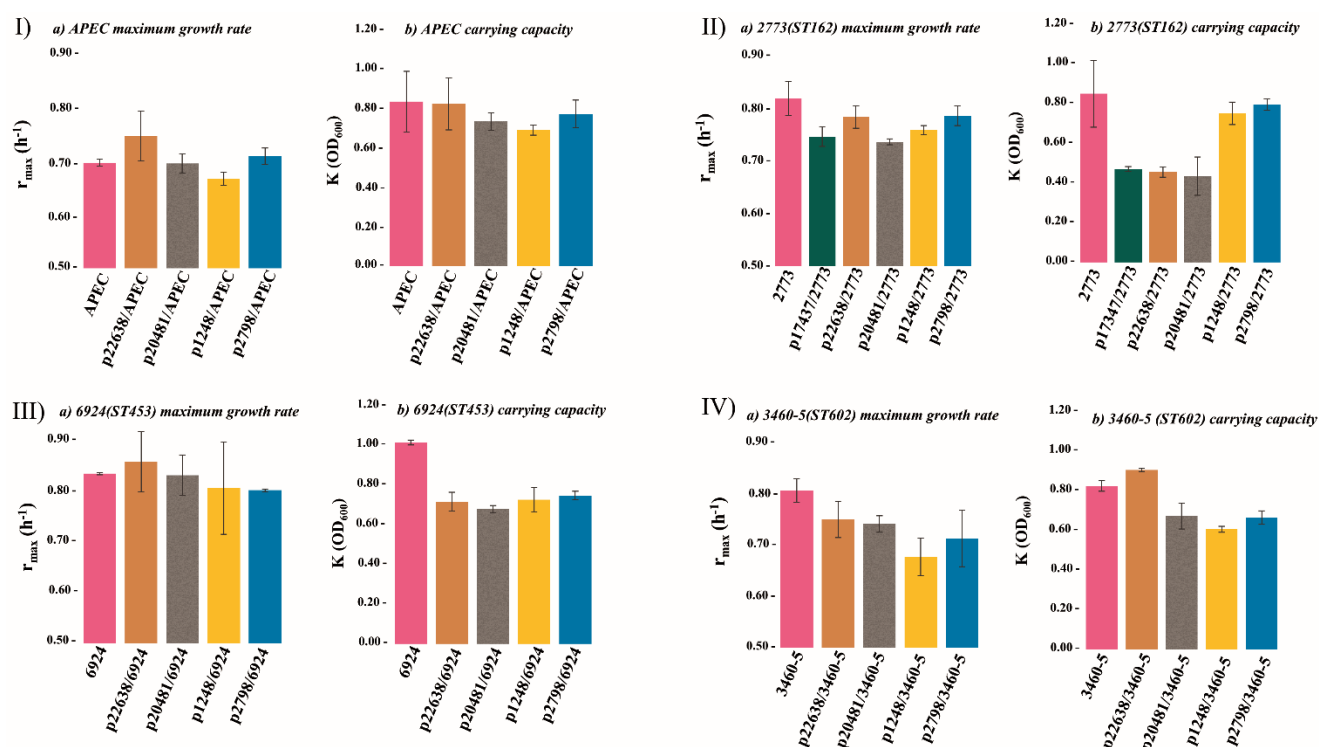 I)
a) APEC maximum growth rate
0.90
0.80
0.70
0.60
0.50
rmax (h-1)
APEC
p22638/APEC
p20481/APEC
p1248/APEC
p2798/APEC
b) APEC carrying capacity
1.20
1.00
0.80
0.60
0.40
0.20
0.00
K (OD600)
APEC
p22638/APEC
p20481/APEC
p1248/APEC
p2798/APEC
II)
a) 2773(ST162) maximum growth rate
0.90
0.80
0.70
0.60
0.50
rmax (h-1)
2773
p17437/2773
p22638/2773
p20481/2773
p1248/2773
p2798/2773
b) 2773(ST162) carrying capacity
1.20
1.00
0.80
0.60
0.40
0.20
0.00
K (OD600)
2773
p17347/2773
p22638/2773
p20481/2773
p1248/2773
p2798/2773
III)
a) 6924(ST453) maximum growth rate
0.90
0.80
0.70
0.60
0.50
rmax (h-1)
6924
p22638/6924
p20481/6924
p1248/6924
p2798/6924
b) 6924(ST453) carrying capacity
1.20
1.00
0.80
0.60
0.40
0.20
0.00
K (OD600)
6924
p22638/6924
p20481/6924
p1248/6924
p2798/6924
IV)
a) 3460-5(ST602) maximum growth rate
0.90
0.80
0.70
0.60
0.50
rmax (h-1)
3460-5
p22638/3460-5
p20481/3460-5
p1248/3460-5
p2798/3460-5
b) 3460-5 (ST602) carrying capacity
1.20
1.00
0.80
0.60
0.40
0.20
0.00
K (OD600)
3460-5
p22638/3460-5
p20481/3460-5
p1248/3460-5
p2798/3460-5